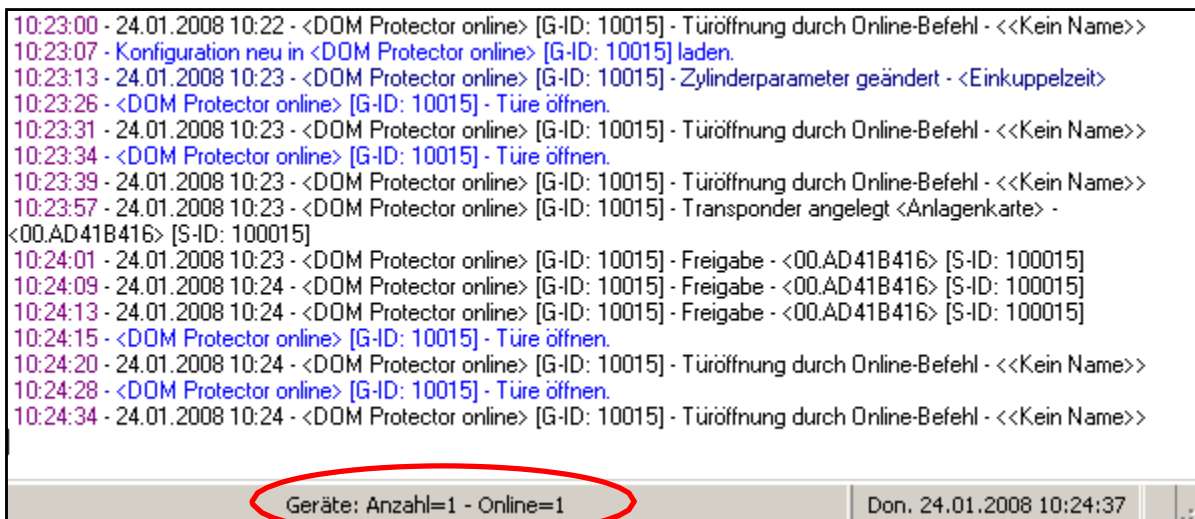 10:23:00 - 24.01.2008 10:22 - <DOM Protector online> [G-ID: 10015] - Türöffnung durch Online-Befehl - <<Kein Name>>
10:23:07 - Konfiguration neu in <DOM Protector online> [G-ID: 10015] laden.
10:23:13 - 24.01.2008 10:23 - <DOM Protector online> [G-ID: 10015] - Zylinderparameter geändert - <Einkuppelzeit>
10:23:26 - <DOM Protector online> [G-ID: 10015] - Türe öffnen.
10:23:31 - 24.01.2008 10:23 - <DOM Protector online> [G-ID: 10015] - Türöffnung durch Online-Befehl - <<Kein Name>>
10:23:34 - <DOM Protector online> [G-ID: 10015] - Türe öffnen.
10:23:39 - 24.01.2008 10:23 - <DOM Protector online> [G-ID: 10015] - Türöffnung durch Online-Befehl - <<Kein Name>>
10:23:57 - 24.01.2008 10:23 - <DOM Protector online> [G-ID: 10015] - Transponder angelegt <Anlagenkarte> -
<00.AD41B416> [S-ID: 100015]
10:24:01 - 24.01.2008 10:23 - <DOM Protector online> [G-ID: 10015] - Freigabe - <00.AD41B416> [S-ID: 100015]
10:24:09 - 24.01.2008 10:24 - <DOM Protector online> [G-ID: 10015] - Freigabe - <00.AD41B416> [S-ID: 100015]
10:24:13 - 24.01.2008 10:24 - <DOM Protector online> [G-ID: 10015] - Freigabe - <00.AD41B416> [S-ID: 100015]
10:24:15 - <DOM Protector online> [G-ID: 10015] - Türe öffnen.
10:24:20 - 24.01.2008 10:24 - <DOM Protector online> [G-ID: 10015] - Türöffnung durch Online-Befehl - <<Kein Name>>
10:24:28 - <DOM Protector online> [G-ID: 10015] - Türe öffnen.
10:24:34 - 24.01.2008 10:24 - <DOM Protector online> [G-ID: 10015] - Türöffnung durch Online-Befehl - <<Kein Name>>
Geräte: Anzahl=1 - Online=1
Don. 24.01.2008 10:24:37